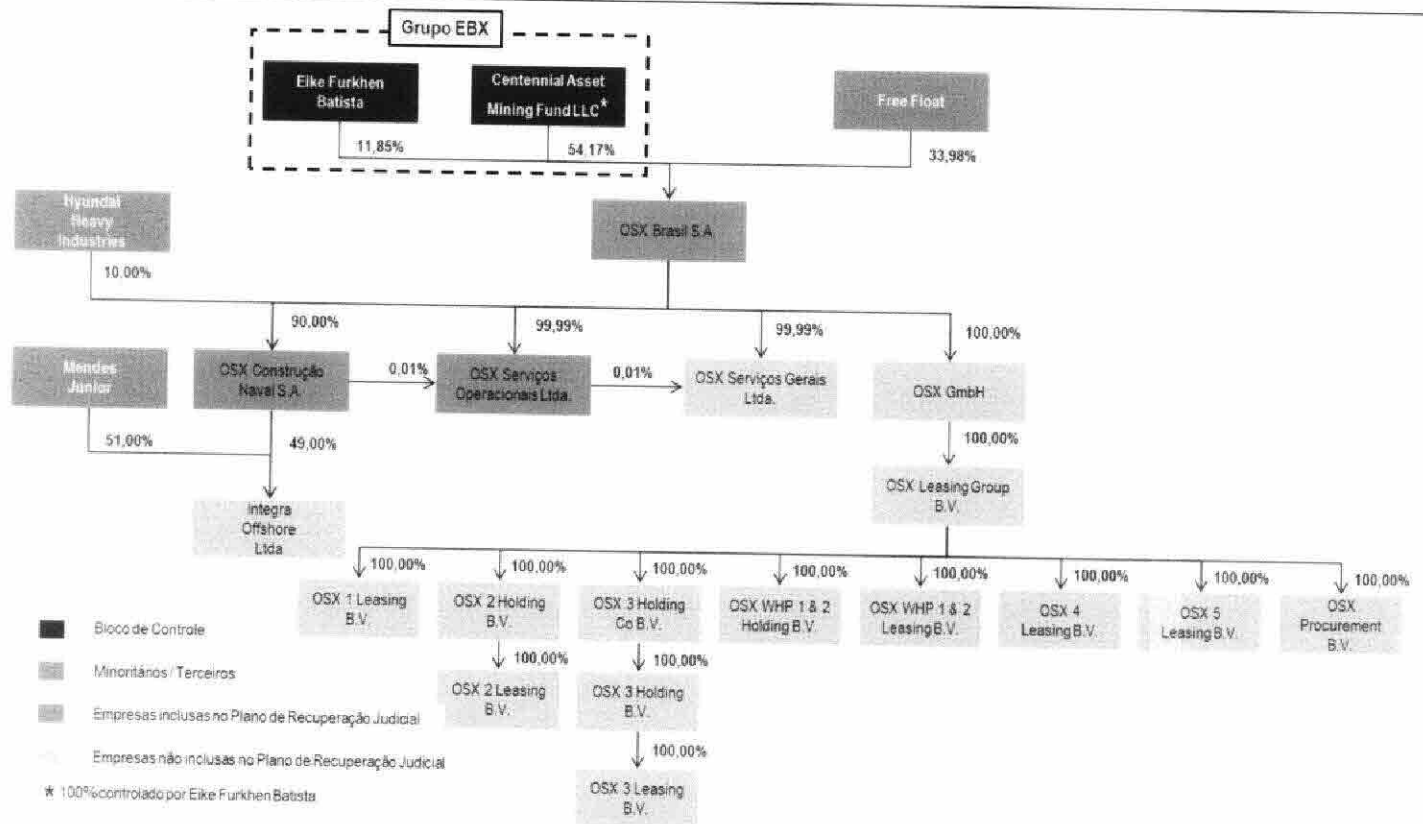 Grupo EBX
Eike Furkhen
Batista
Centennial Asset
Mining Fund LLC*
Free Float
11,85%
54,17%
33,98%
Hyundai
Heavy
Industries
OSX Brasil S.A.
10,00%
90,00%
99,99%
99,99%
100,00%
Mendes
Junior
OSX Construção
Naval S.A.
0,01%
OSX Serviços
Operacionais Ltda.
0,01%
OSX Serviços Gerais
Ltda.
OSX GmbH
51,00%
49,00%
100,00%
OSX Leasing Group
B.V.
Integra
Offshore
Ltda
100,00%
100,00%
100,00%
100,00%
100,00%
100,00%
100,00%
100,00%
OSX 1 Leasing
B.V.
OSX 2 Holding
B.V.
OSX 3 Holding
Co B.V.
OSX WHP 1 & 2
Holding B.V.
OSX WHP 1 & 2
Leasing B.V.
OSX 4
Leasing B.V.
OSX 5
Leasing B.V.
OSX
Procurement
B.V.
100,00%
100,00%
OSX 2 Leasing
B.V.
OSX 3 Holding
B.V.
100,00%
OSX 3 Leasing
B.V.
Bloco de Controle
Minoritários / Terceiros
Empresas inclusas no Plano de Recuperação Judicial
Empresas não inclusas no Plano de Recuperação Judicial
* 100% controlado por Eike Furkhen Batista